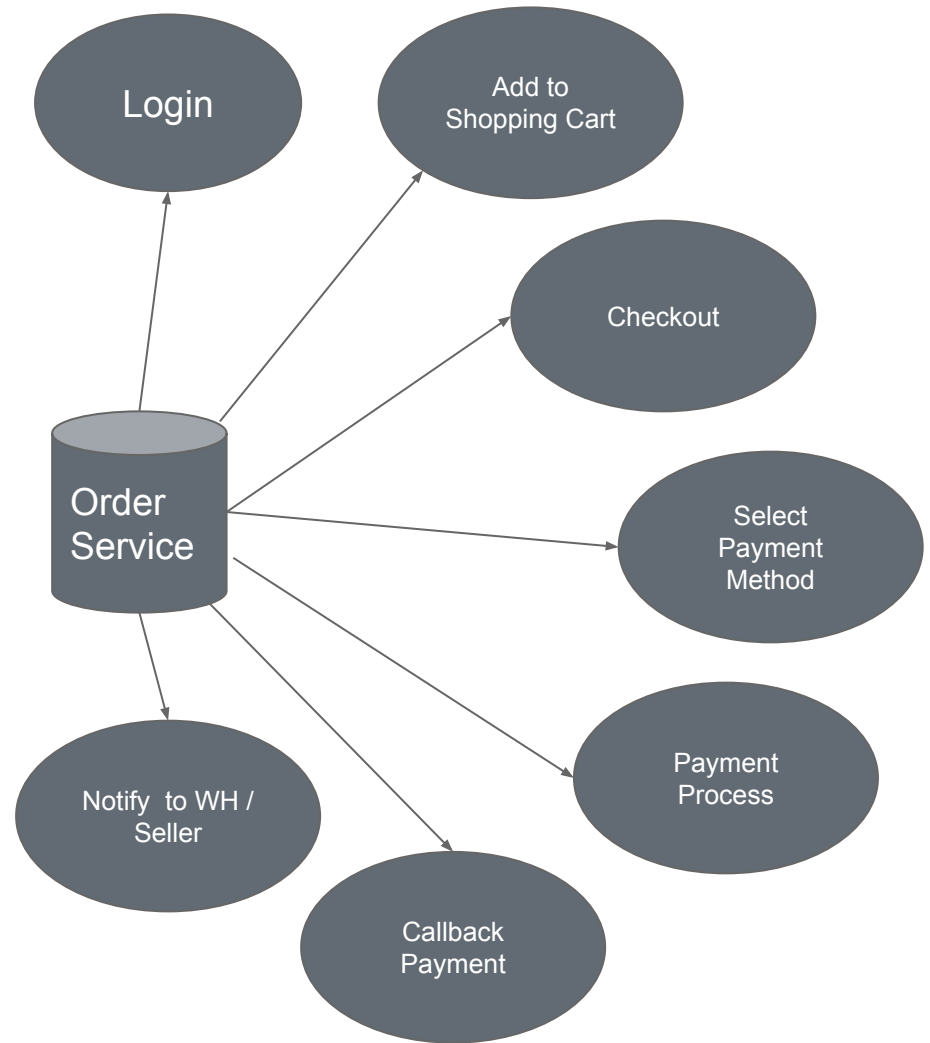 Login
Add to
Shopping Cart
Checkout
Order
Service
Select
Payment
Method
Payment
Process
Notify  to WH /
Seller
Callback
Payment